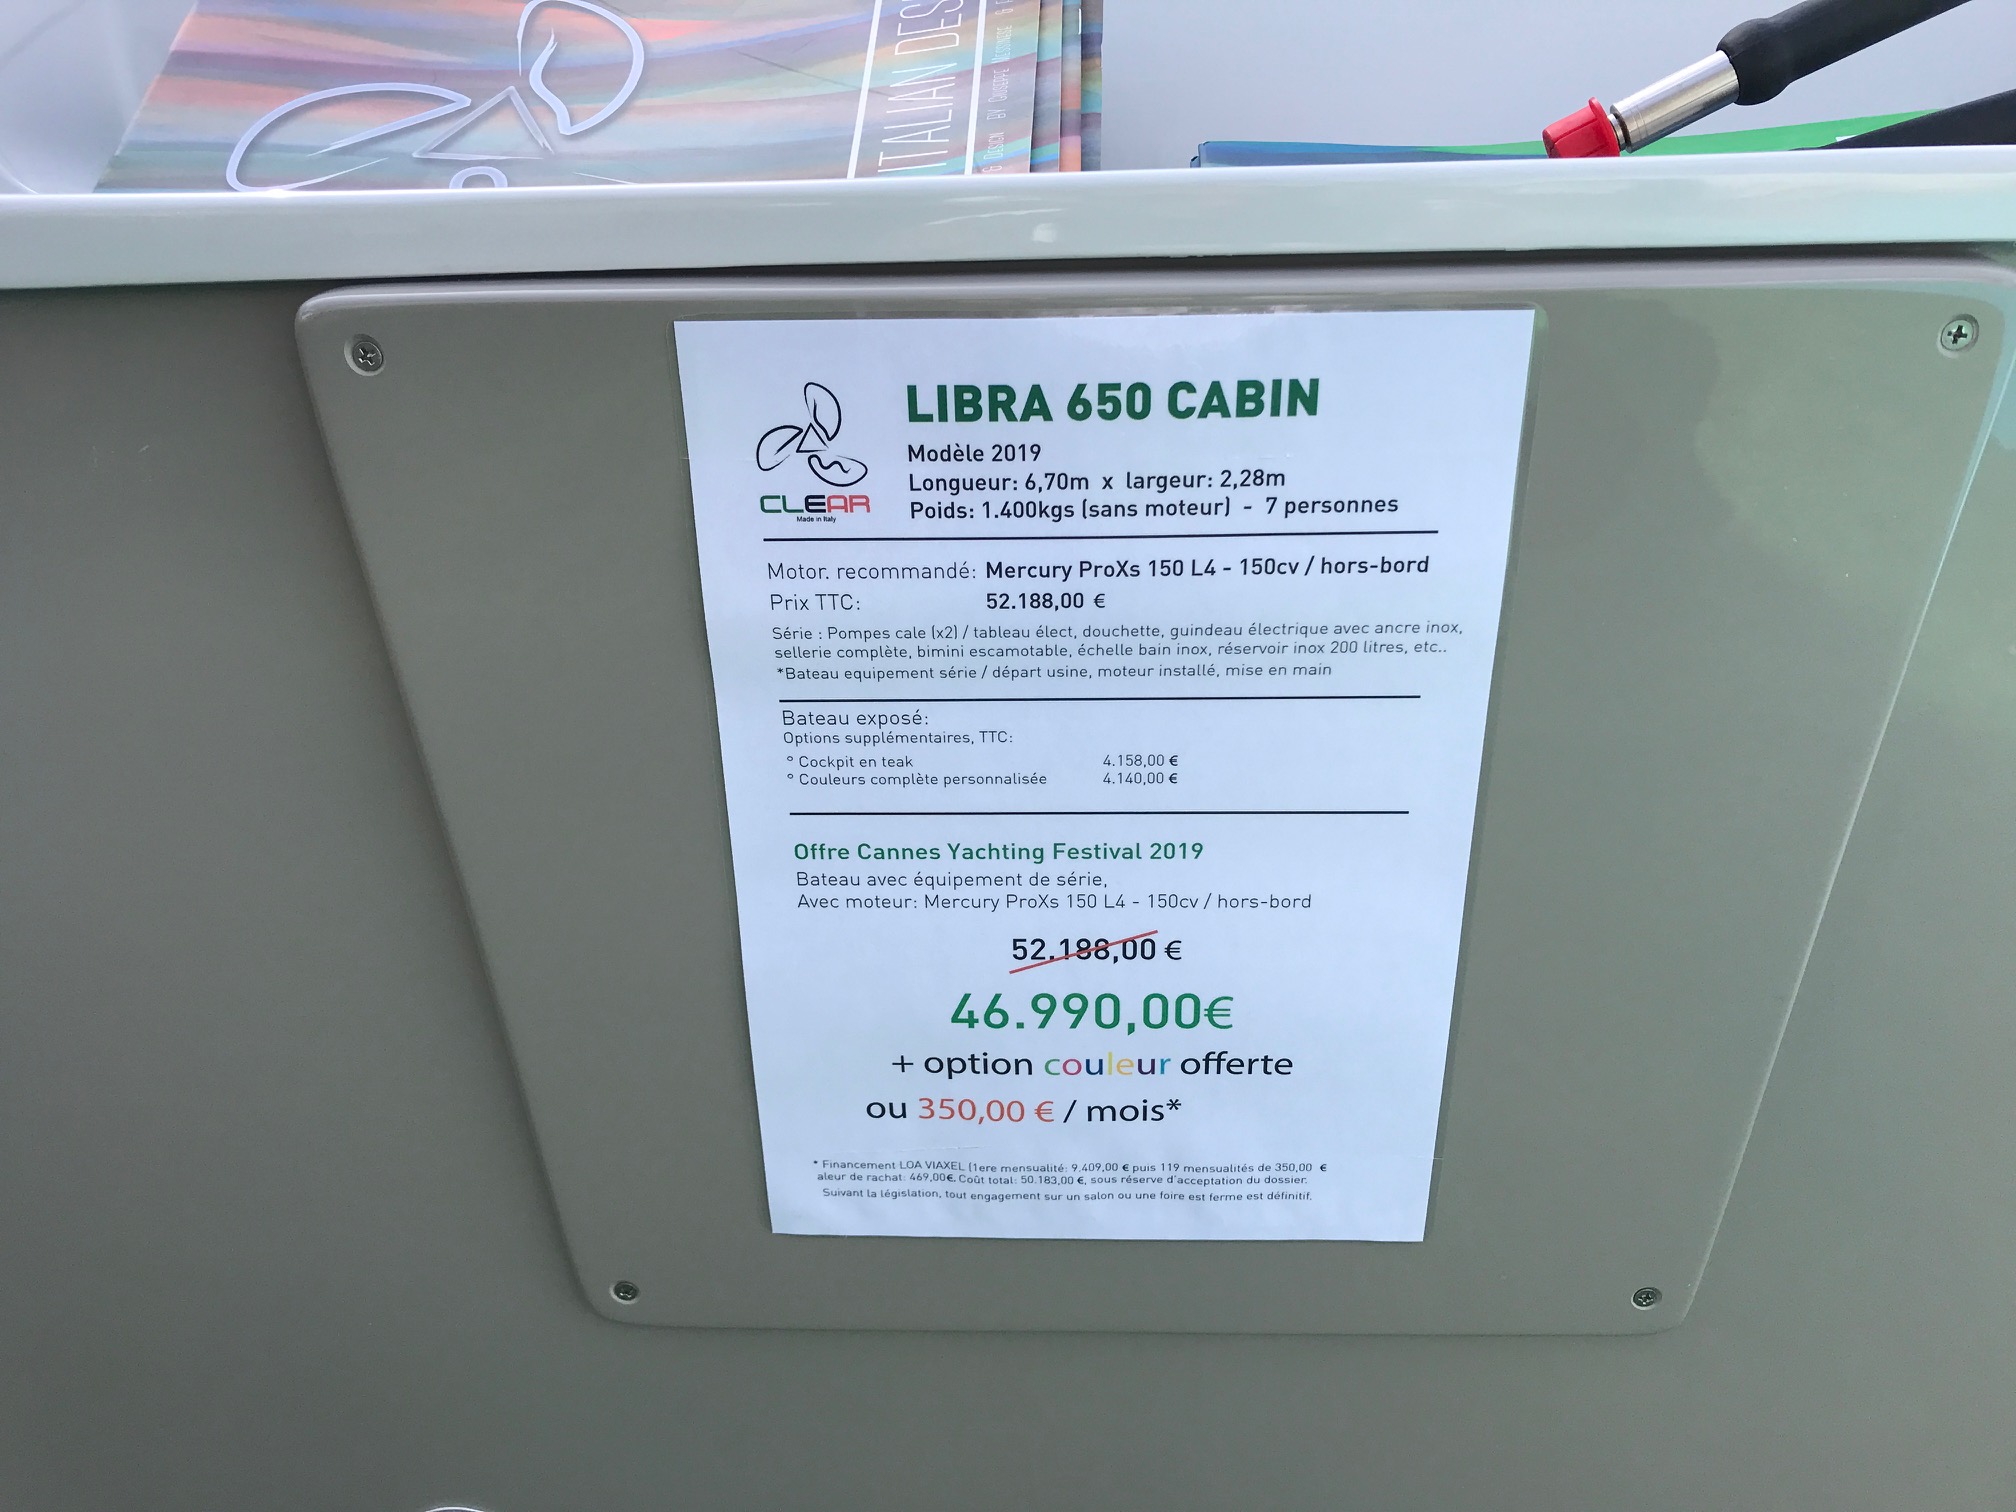 ITALIAN DES
& DESIGN BY GIUSEPPE MESSINESE & F
LIBRA 650 CABIN
Modèle 2019
Longueur: 6,70m x largeur: 2,28m
Poids: 1.400kgs (sans moteur) - 7 personnes
CLEAR
Made in Italy
Motor. recommandé: Mercury ProXs 150 L4 - 150cv / hors-bord
Prix TTC: 52.188,00 €
Série : Pompes cale (x2) / tableau élect, douchette, guindeau électrique avec ancre inox,
sellerie complète, bimini escamotable, échelle bain inox, réservoir inox 200 litres, etc..
*Bateau equipement série / départ usine, moteur installé, mise en main
Bateau exposé:
Options supplémentaires, TTC:
° Cockpit en teak 4.158,00 €
° Couleurs complète personnalisée 4.140,00 €
Offre Cannes Yachting Festival 2019
Bateau avec équipement de série,
Avec moteur: Mercury ProXs 150 L4 - 150cv / hors-bord
52.188,00 €
46.990,00€
+ option couleur offerte
ou 350,00 € / mois*
* Financement LOA VIAXEL (1ere mensualité: 9.409,00 € puis 119 mensualités de 350,00 €
aleur de rachat: 469,00€. Coût total: 50.183,00 €, sous réserve d'acceptation du dossier.
Suivant la législation, tout engagement sur un salon ou une foire est ferme est définitif.